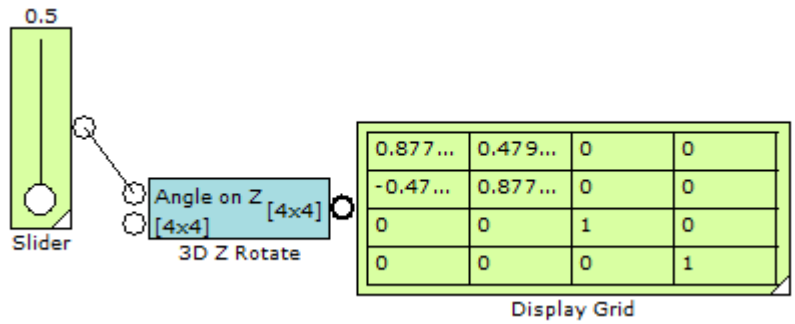 0.5
Slider
Angle on Z
[4x4]
[4x4]
3D Z Rotate
0.877... 0.479... 0 0
-0.47... 0.877... 0 0
0 0 1 0
0 0 0 1
Display Grid